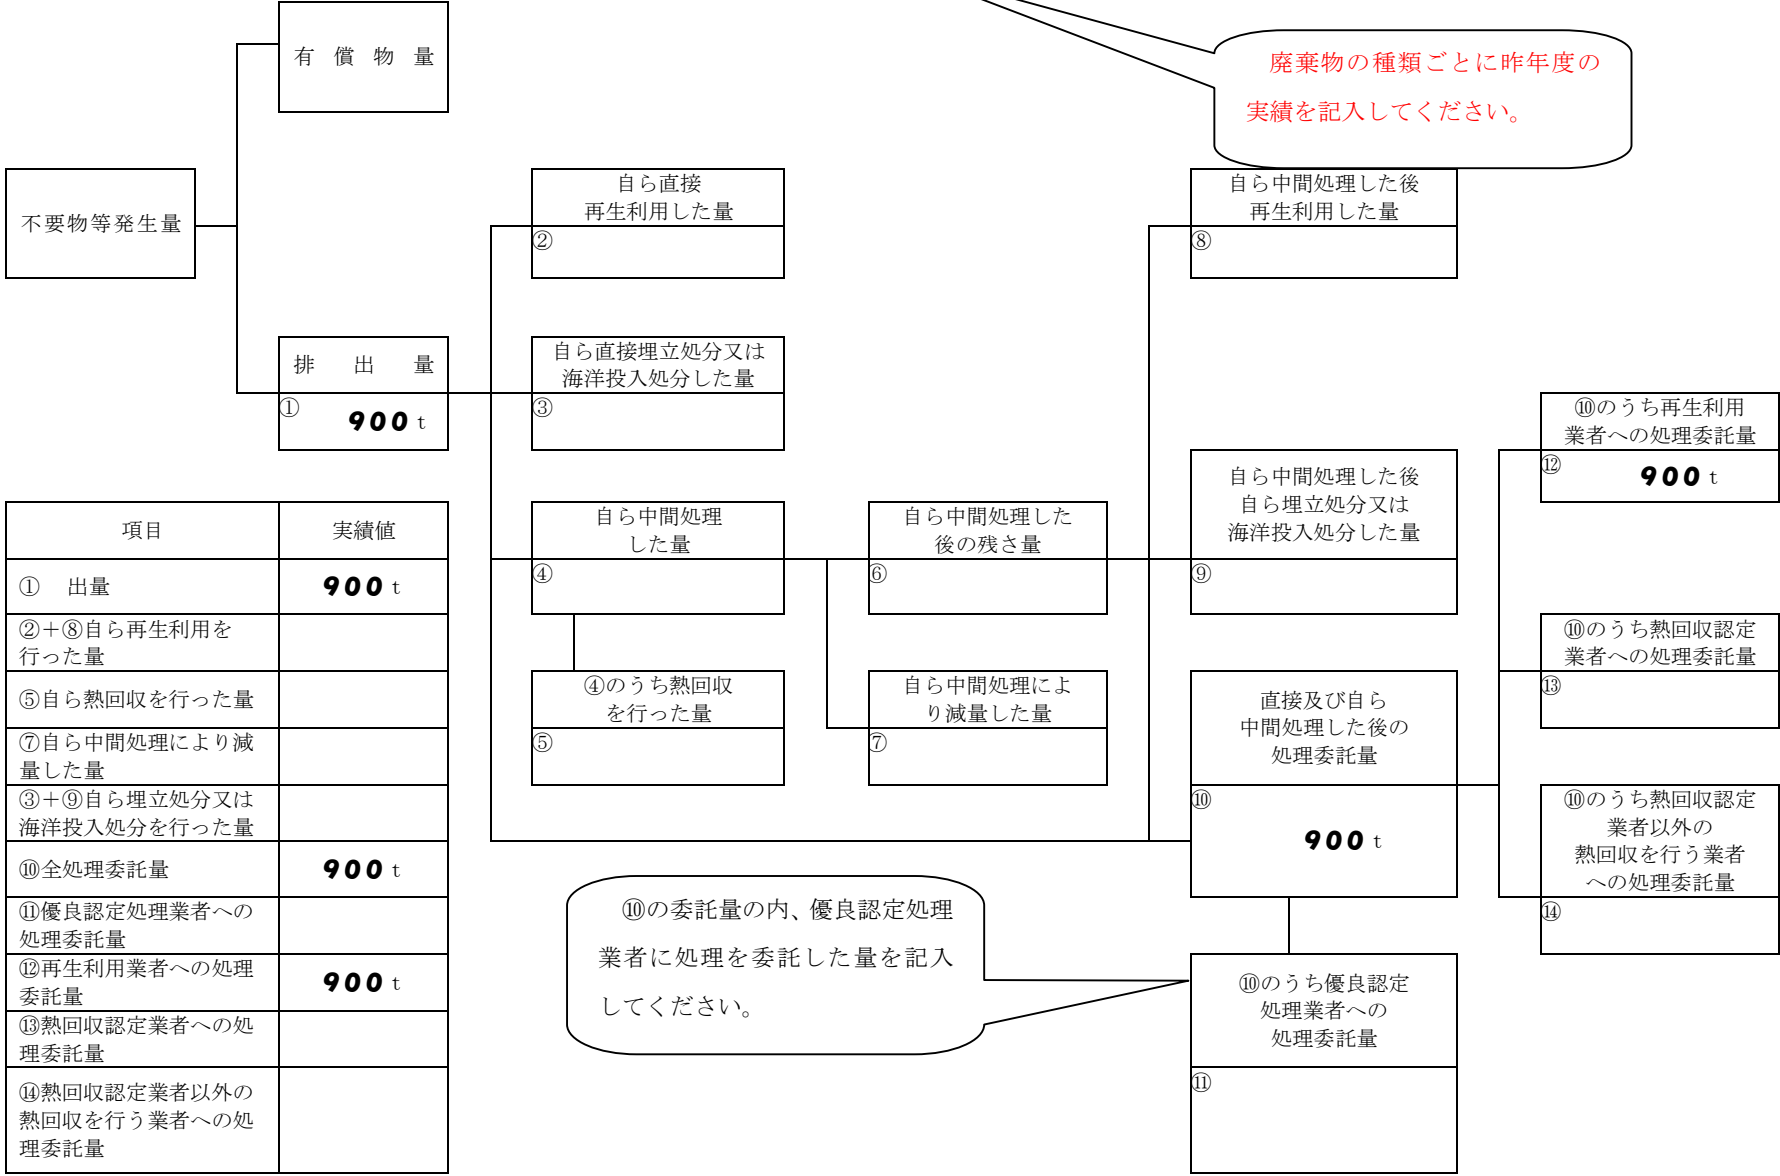 有償物量
廃棄物の種類ごとに昨年度の
実績を記入してください。
不要物等発生量
自ら直接
再生利用した量
②
自ら中間処理した後
再生利用した量
⑧
排出量
① 900 t
自ら直接埋立処分又は
海洋投入処分した量
③
⑩のうち再生利用
業者への処理委託量
⑫ 900 t
自ら中間処理
した量
④
自ら中間処理した
後の残さ量
⑥
自ら中間処理した後
自ら埋立処分又は
海洋投入処分した量
⑨
⑩のうち熱回収認定
業者への処理委託量
⑬
④のうち熱回収
を行った量
⑤
自ら中間処理によ
り減量した量
⑦
直接及び自ら
中間処理した後の
処理委託量
⑩
900 t
⑩のうち熱回収認定
業者以外の
熱回収を行う業者
への処理委託量
⑭
⑩の委託量の内、優良認定処理
業者に処理を委託した量を記入
してください。
⑩のうち優良認定
処理業者への
処理委託量
⑪
項目 実績値
① 出量 900 t
②+⑧自ら再生利用を
行った量
⑤自ら熱回収を行った量
⑦自ら中間処理により減
量した量
③+⑨自ら埋立処分又は
海洋投入処分を行った量
⑩全処理委託量 900 t
⑪優良認定処理業者への
処理委託量
⑫再生利用業者への処理
委託量 900 t
⑬熱回収認定業者への処
理委託量
⑭熱回収認定業者以外の
熱回収を行う業者への処
理委託量